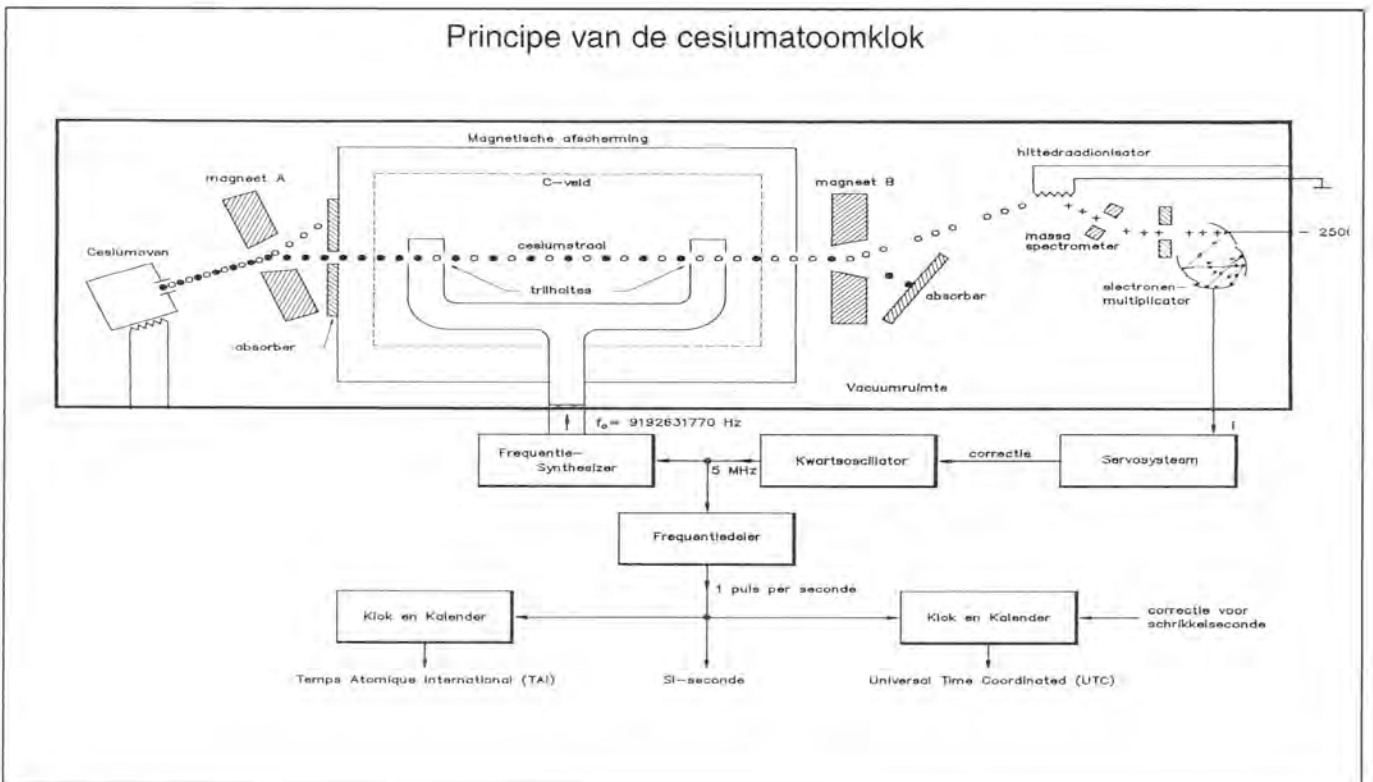 Principe van de cesiumatoomklok
Magnetische afscherming
hittedraadionisator
magneet A
C-veld
magneet B
Cesiumoven
cesiumstraal
massa
spectrometer
- 250
trilholtes
absorber
electronen-
multiplicator
absorber
Vacuumruimte
f₀= 9192631770 Hz
I
Frequentie-
Synthesizer
5 MHz
Kwartsoscillator
correctie
Servosysteem
Frequentiedeler
1 puls per seconde
Klok en Kalender
Klok en Kalender
correctie voor
schrikkelseconde
Temps Atomique International (TAI)
SI-seconde
Universal Time Coordinated (UTC)